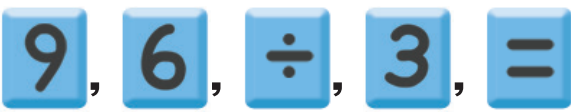 9, 6, ÷, 3, =